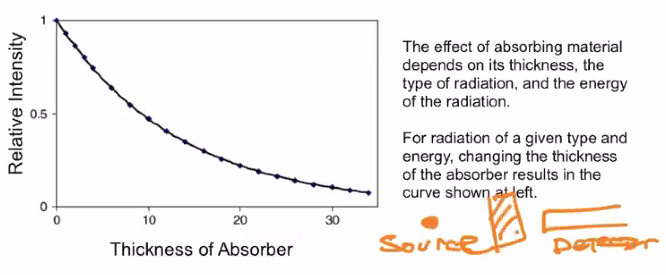 1
0.5
0
0
10
20
30
Relative Intensity
Thickness of Absorber
The effect of absorbing material
depends on its thickness, the
type of radiation, and the energy
of the radiation.
For radiation of a given type and
energy, changing the thickness
of the absorber results in the
curve shown at left.
Source
Detector